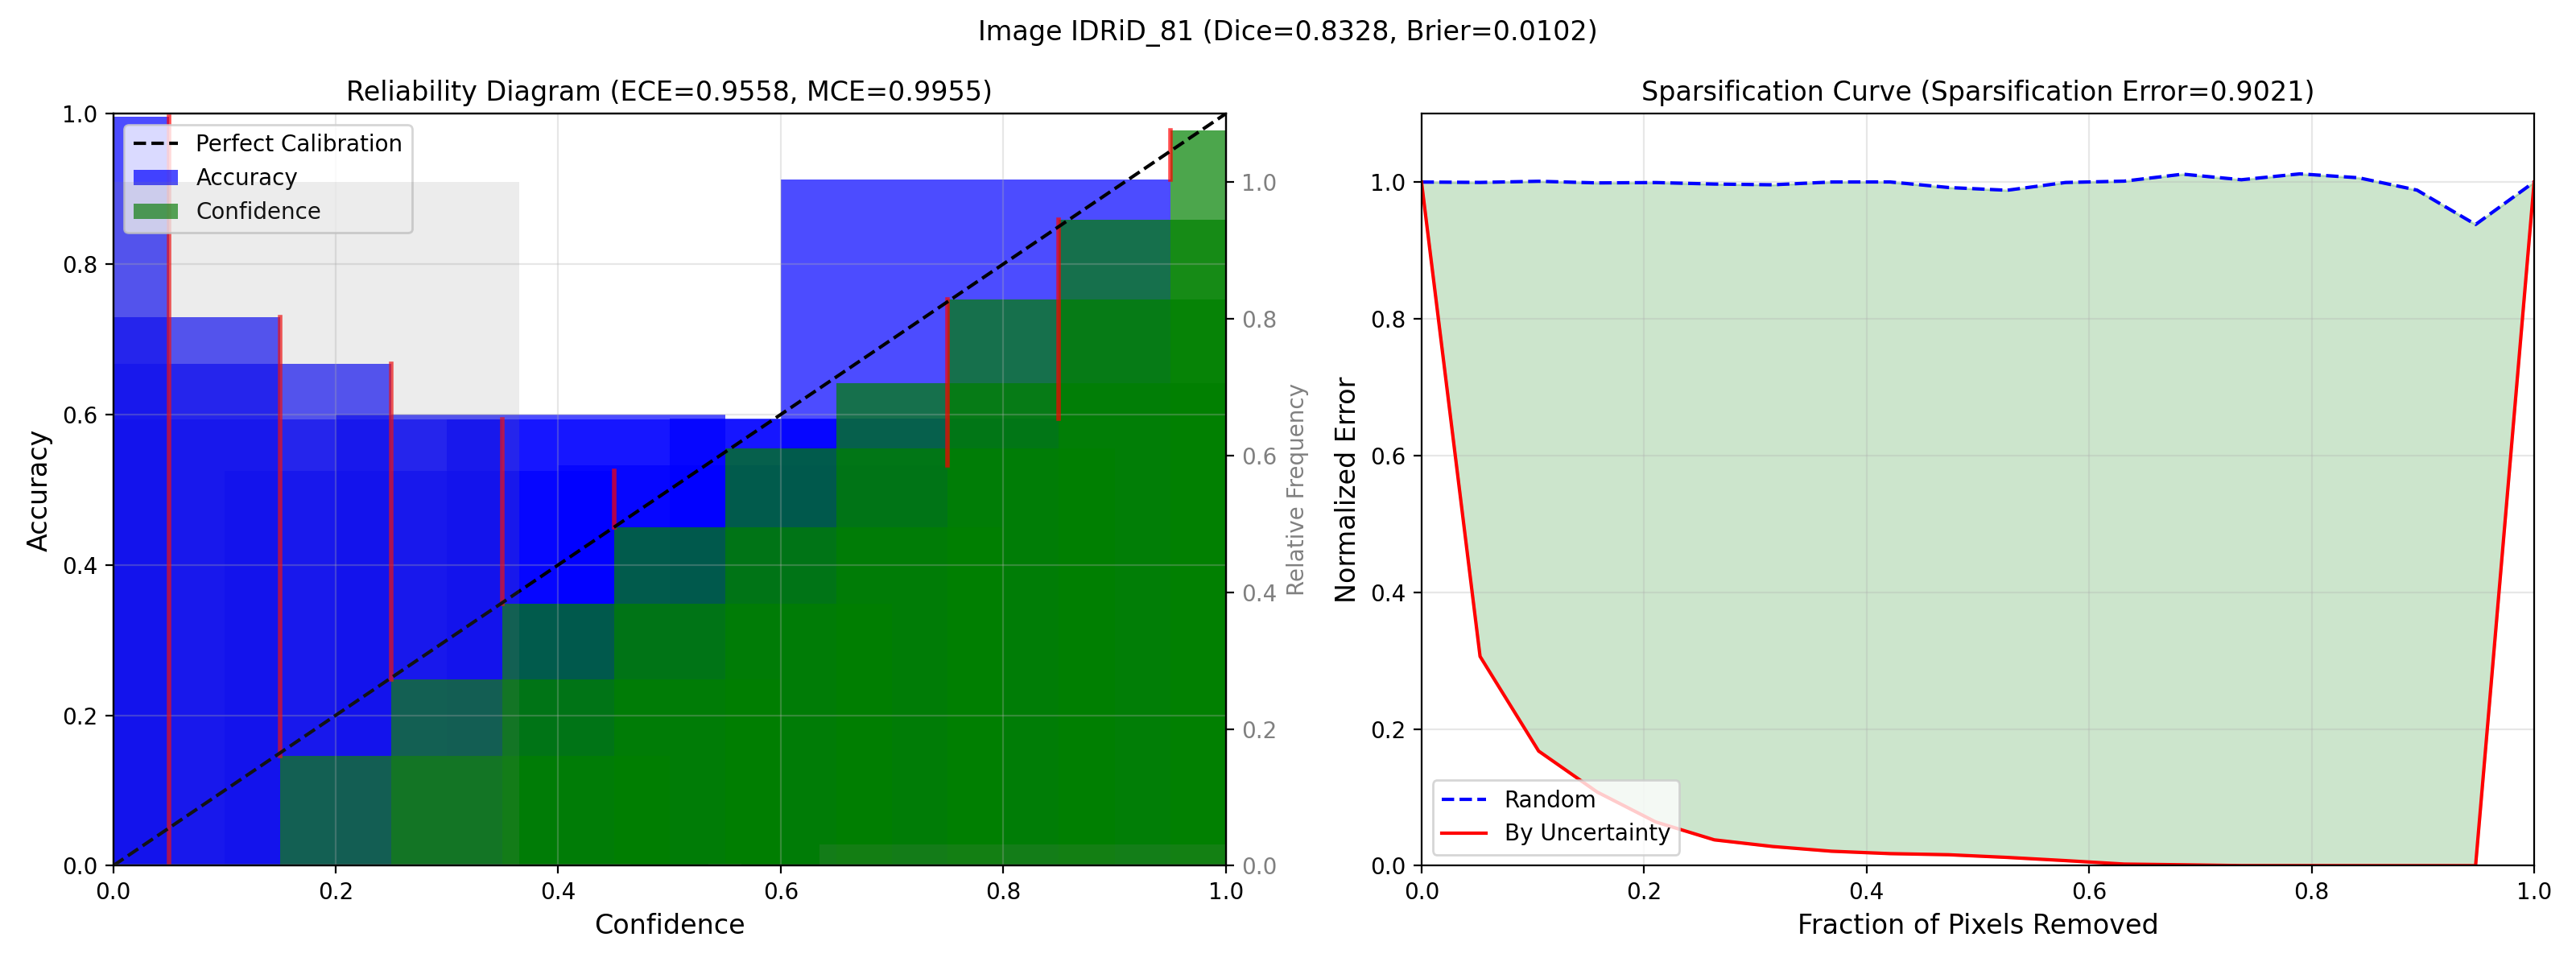 Image IDRiD_81 (Dice=0.8328, Brier=0.0102)
Reliability Diagram (ECE=0.9558, MCE=0.9955)
Perfect Calibration
Accuracy
Confidence
1.0
0.8
0.6
0.4
0.2
0.0
Accuracy
0.0 0.2 0.4 0.6 0.8 1.0
Confidence
1.0
0.8
0.6
0.4
0.2
0.0
Relative Frequency
Sparsification Curve (Sparsification Error=0.9021)
1.0
0.8
0.6
0.4
0.2
0.0
Normalized Error
Random
By Uncertainty
0.0 0.2 0.4 0.6 0.8 1.0
Fraction of Pixels Removed